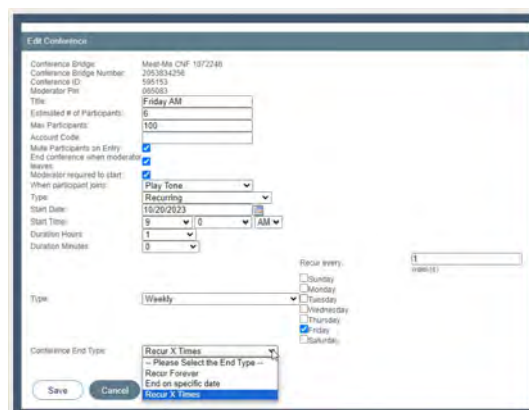 Edit Conference
Conference Bridge: Meet-Me CNF 1072246
Conference Bridge Number: 2053834256
Conference ID: 595153
Moderator Pin: 065083
Title: Friday AM
Estimated # of Participants: 6
Max Participants: 100
Account Code:
Mute Participants on Entry
End conference when moderator
leaves:
Moderator required to start:
When participant joins: Play Tone
Type: Recurring
Start Date: 10/20/2023
Start Time: 9 0 AM
Duration Hours: 1
Duration Minutes 0
Recur every: 1
week(s)
Sunday
Monday
Type: Weekly Tuesday
Wednesday
Thursday
Friday
Saturday
Conference End Type: Recur X Times
-- Please Select the End Type --
Recur Forever
End on specific date
Recur X Times
Save Cancel